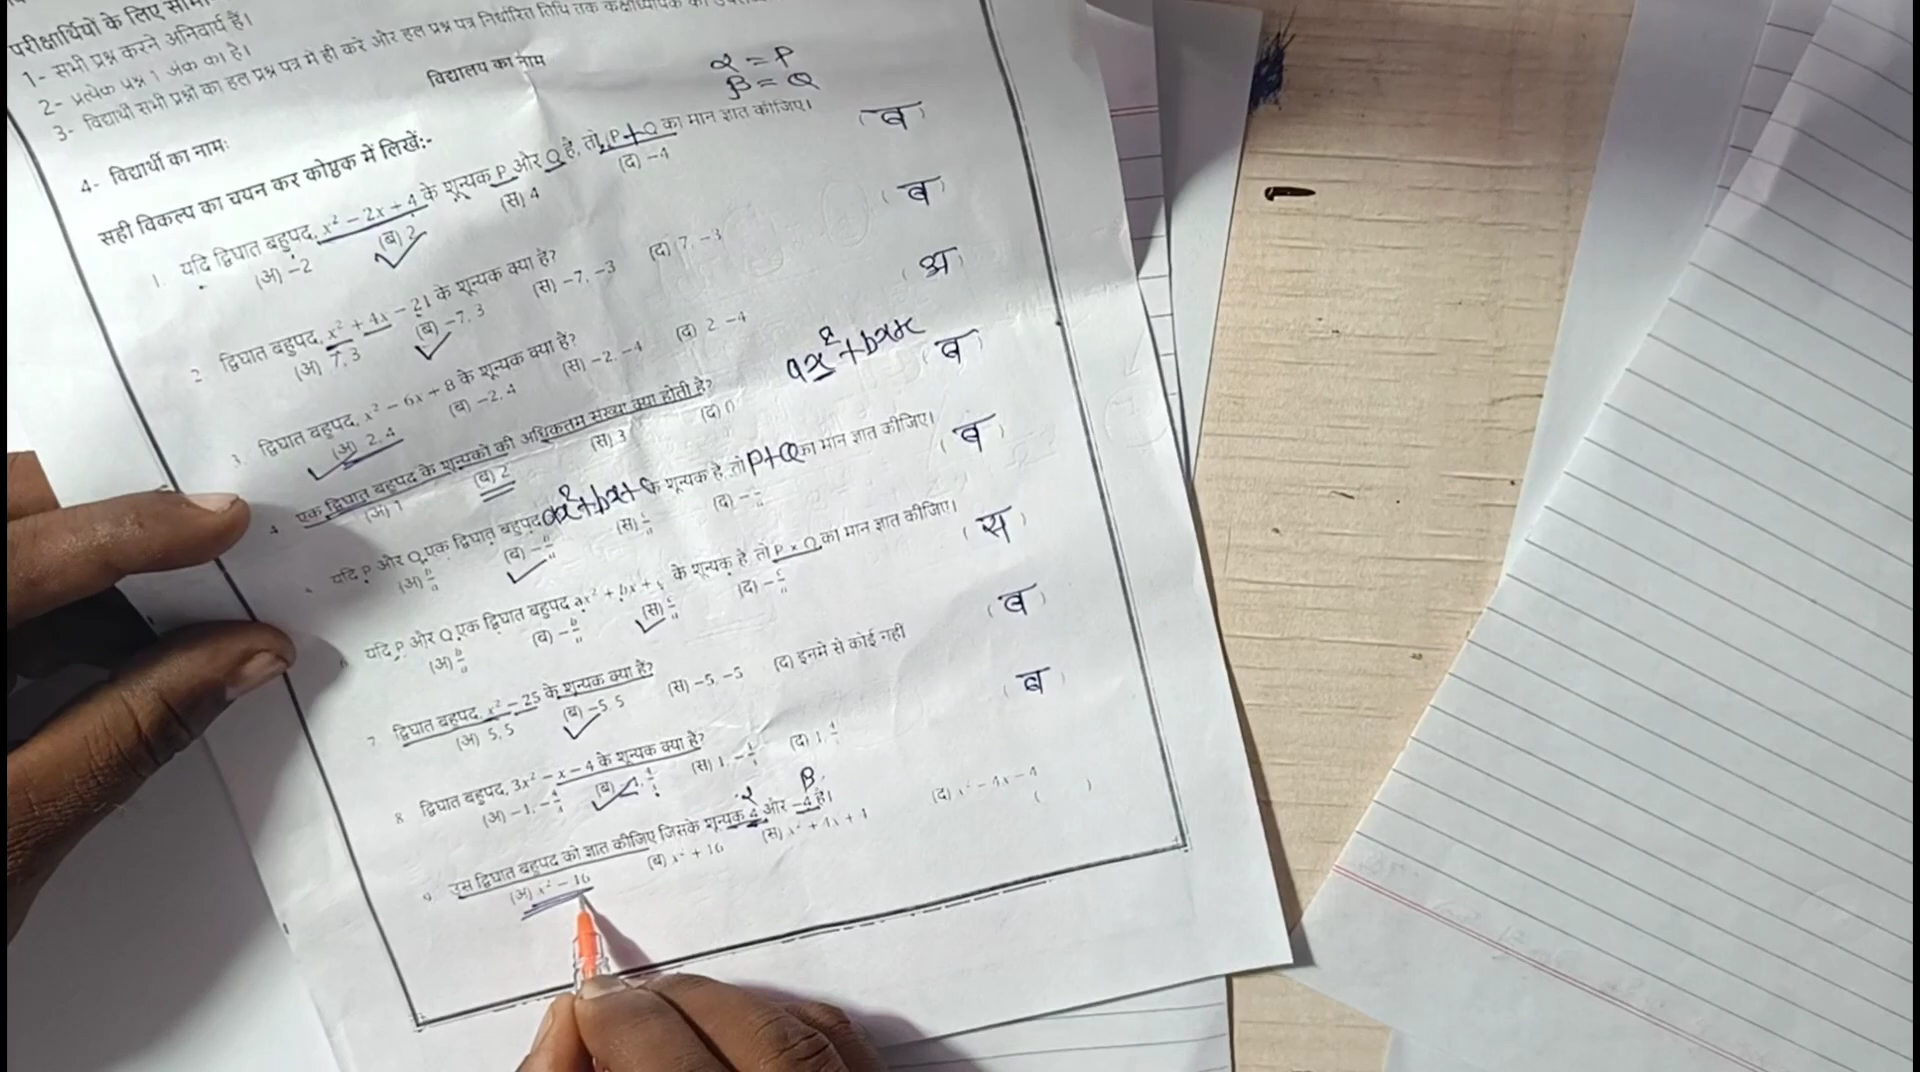 परीक्षार्थियों के लिए
1- सभी प्रश्न करने अनिवार्य हैं।
2- प्रत्येक प्रश्न 1 अंक का है।
3- विद्यार्थी सभी प्रश्नों का हल प्रश्न पत्र में ही करें और हल प्रश्न पत्र निर्धारित तिथि तक कक्षाध्यापक को
विद्यालय का नाम
α = P
β = Q
4- विद्यार्थी का नामः
सही विकल्प का चयन कर कोष्ठक में लिखें:-
1. यदि द्विघात बहुपद, x² − 2x + 4 के शून्यक P और Q है, तो, P + Q का मान ज्ञात कीजिए। (ब)
(अ) −2 (ब) 2 (स) 4 (द) −4
2 द्विघात बहुपद, x² + 4x − 21 के शून्यक क्या है? (ब)
(अ) 7, 3 (ब) −7, 3 (स) −7, −3 (द) 7, −3
3. द्विघात बहुपद, x² − 6x + 8 के शून्यक क्या है? (अ)
(अ) 2, 4 (ब) −2, 4 (स) −2, −4 (द) 2 −4
ax²+bx+c
4 एक द्विघात बहुपद के शून्यको की अधिकतम संख्या क्या होती है? (ब)
(अ) 1 (ब) 2 (स) 3 (द) 0
यदि P और Q एक द्विघात बहुपद ax²+bx+c के शून्यक है, तो P+Q का मान ज्ञात कीजिए। (ब)
(अ) b/a (ब) −b/a (स) (द)
6 यदि P और Q एक द्विघात बहुपद ax² + bx + c के शून्यक है तो P × Q का मान ज्ञात कीजिए। (स)
(अ) b/a (ब) −b/a (स) c/a (द) −c/a
7 द्विघात बहुपद, x² − 25 के शून्यक क्या है? (ब)
(अ) 5, 5 (ब) −5, 5 (स) −5, −5 (द) इनमे से कोई नहीं
8 द्विघात बहुपद, 3x² − x − 4 के शून्यक क्या है? (ब)
(अ) −1, (ब) (स) 1, (द) 1,
α β
9 उस द्विघात बहुपद को ज्ञात कीजिए जिसके शून्यक 4 और −4 है। ( )
(अ) x² − 16 (ब) x² + 16 (स) x² + 4x + 4 (द) x² − 4x − 4